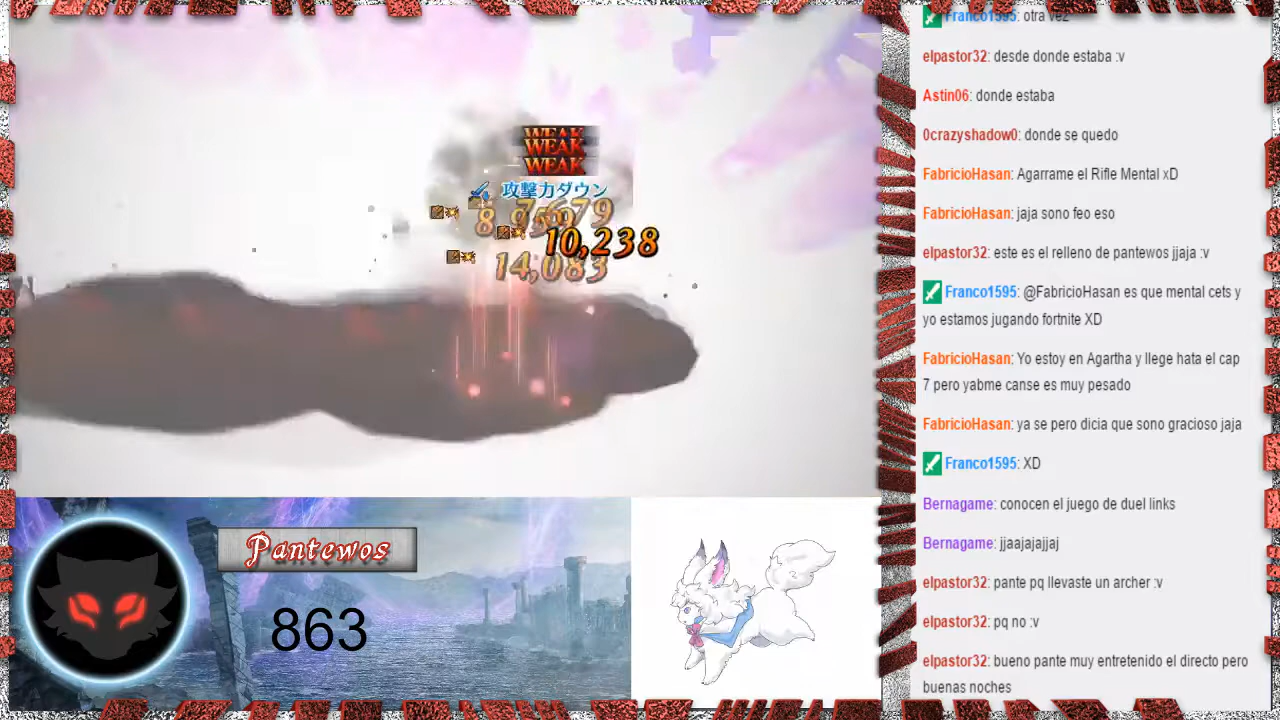 WEAK
WEAK
WEAK
攻撃力ダウン
10,238
14,083
Pantewos
863
Franco1595: otra vez
elpastor32: desde donde estaba :v
Astin06: donde estaba
0crazyshadow0: donde se quedo
FabricioHasan: Agarrame el Rifle Mental xD
FabricioHasan: jaja sono feo eso
elpastor32: este es el relleno de pantewos jjaja :v
Franco1595: @FabricioHasan es que mental cets y
yo estamos jugando fortnite XD
FabricioHasan: Yo estoy en Agartha y llege hata el cap
7 pero yabme canse es muy pesado
FabricioHasan: ya se pero dicia que sono gracioso jaja
Franco1595: XD
Bernagame: conocen el juego de duel links
Bernagame: jjaajajajjaj
elpastor32: pante pq llevaste un archer :v
elpastor32: pq no :v
elpastor32: bueno pante muy entretenido el directo pero
buenas noches